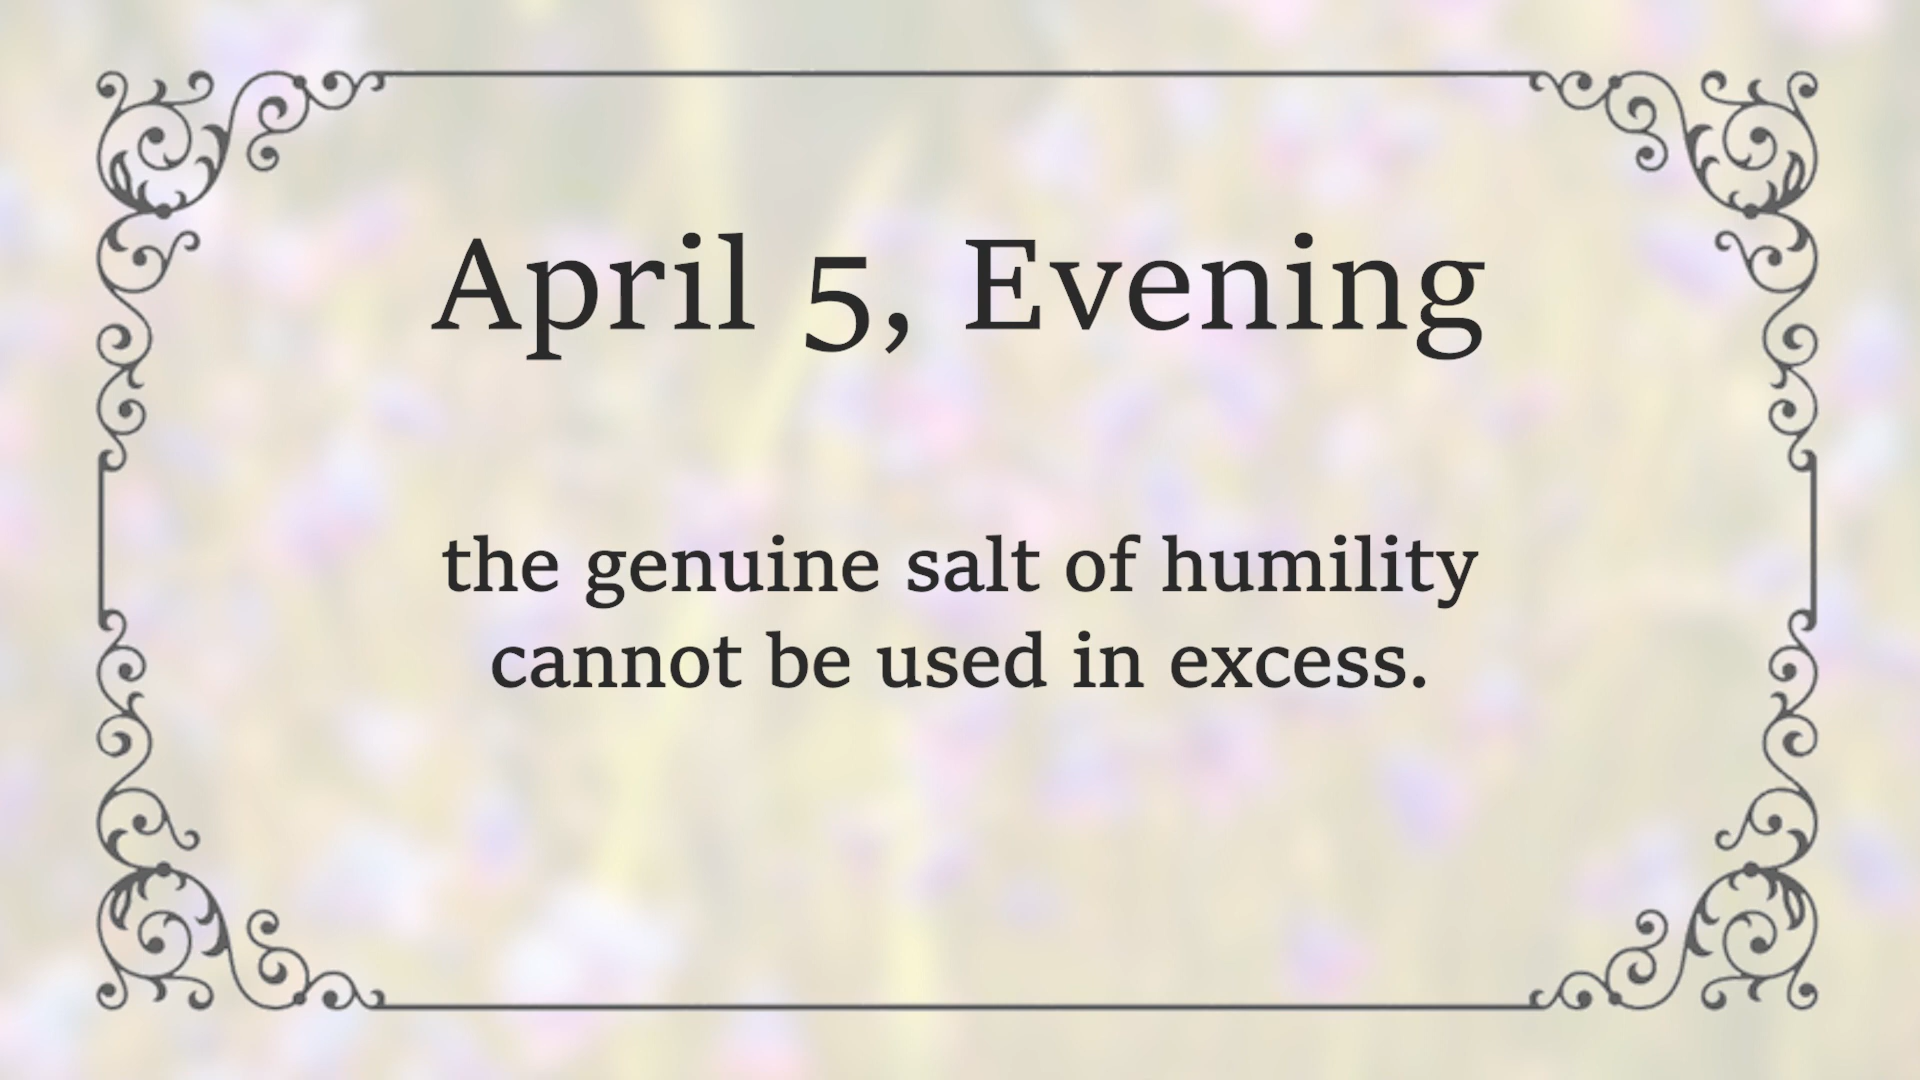 April 5, Evening
the genuine salt of humility
cannot be used in excess.